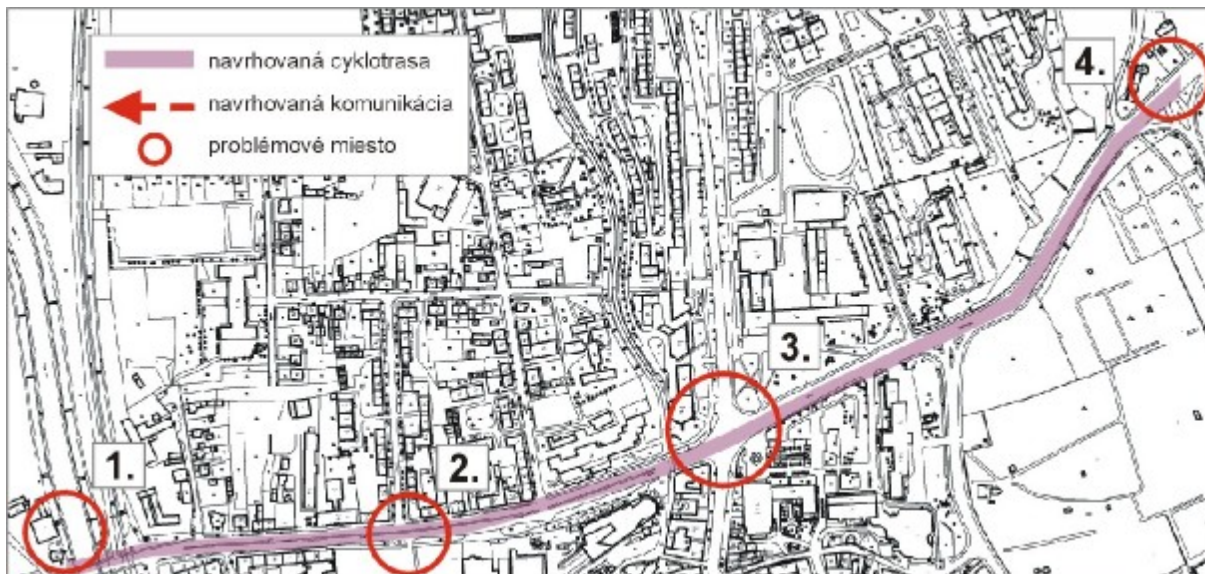 navrhovaná cyklotrasa
navrhovaná komunikácia
problémové miesto
4.
3.
2.
1.